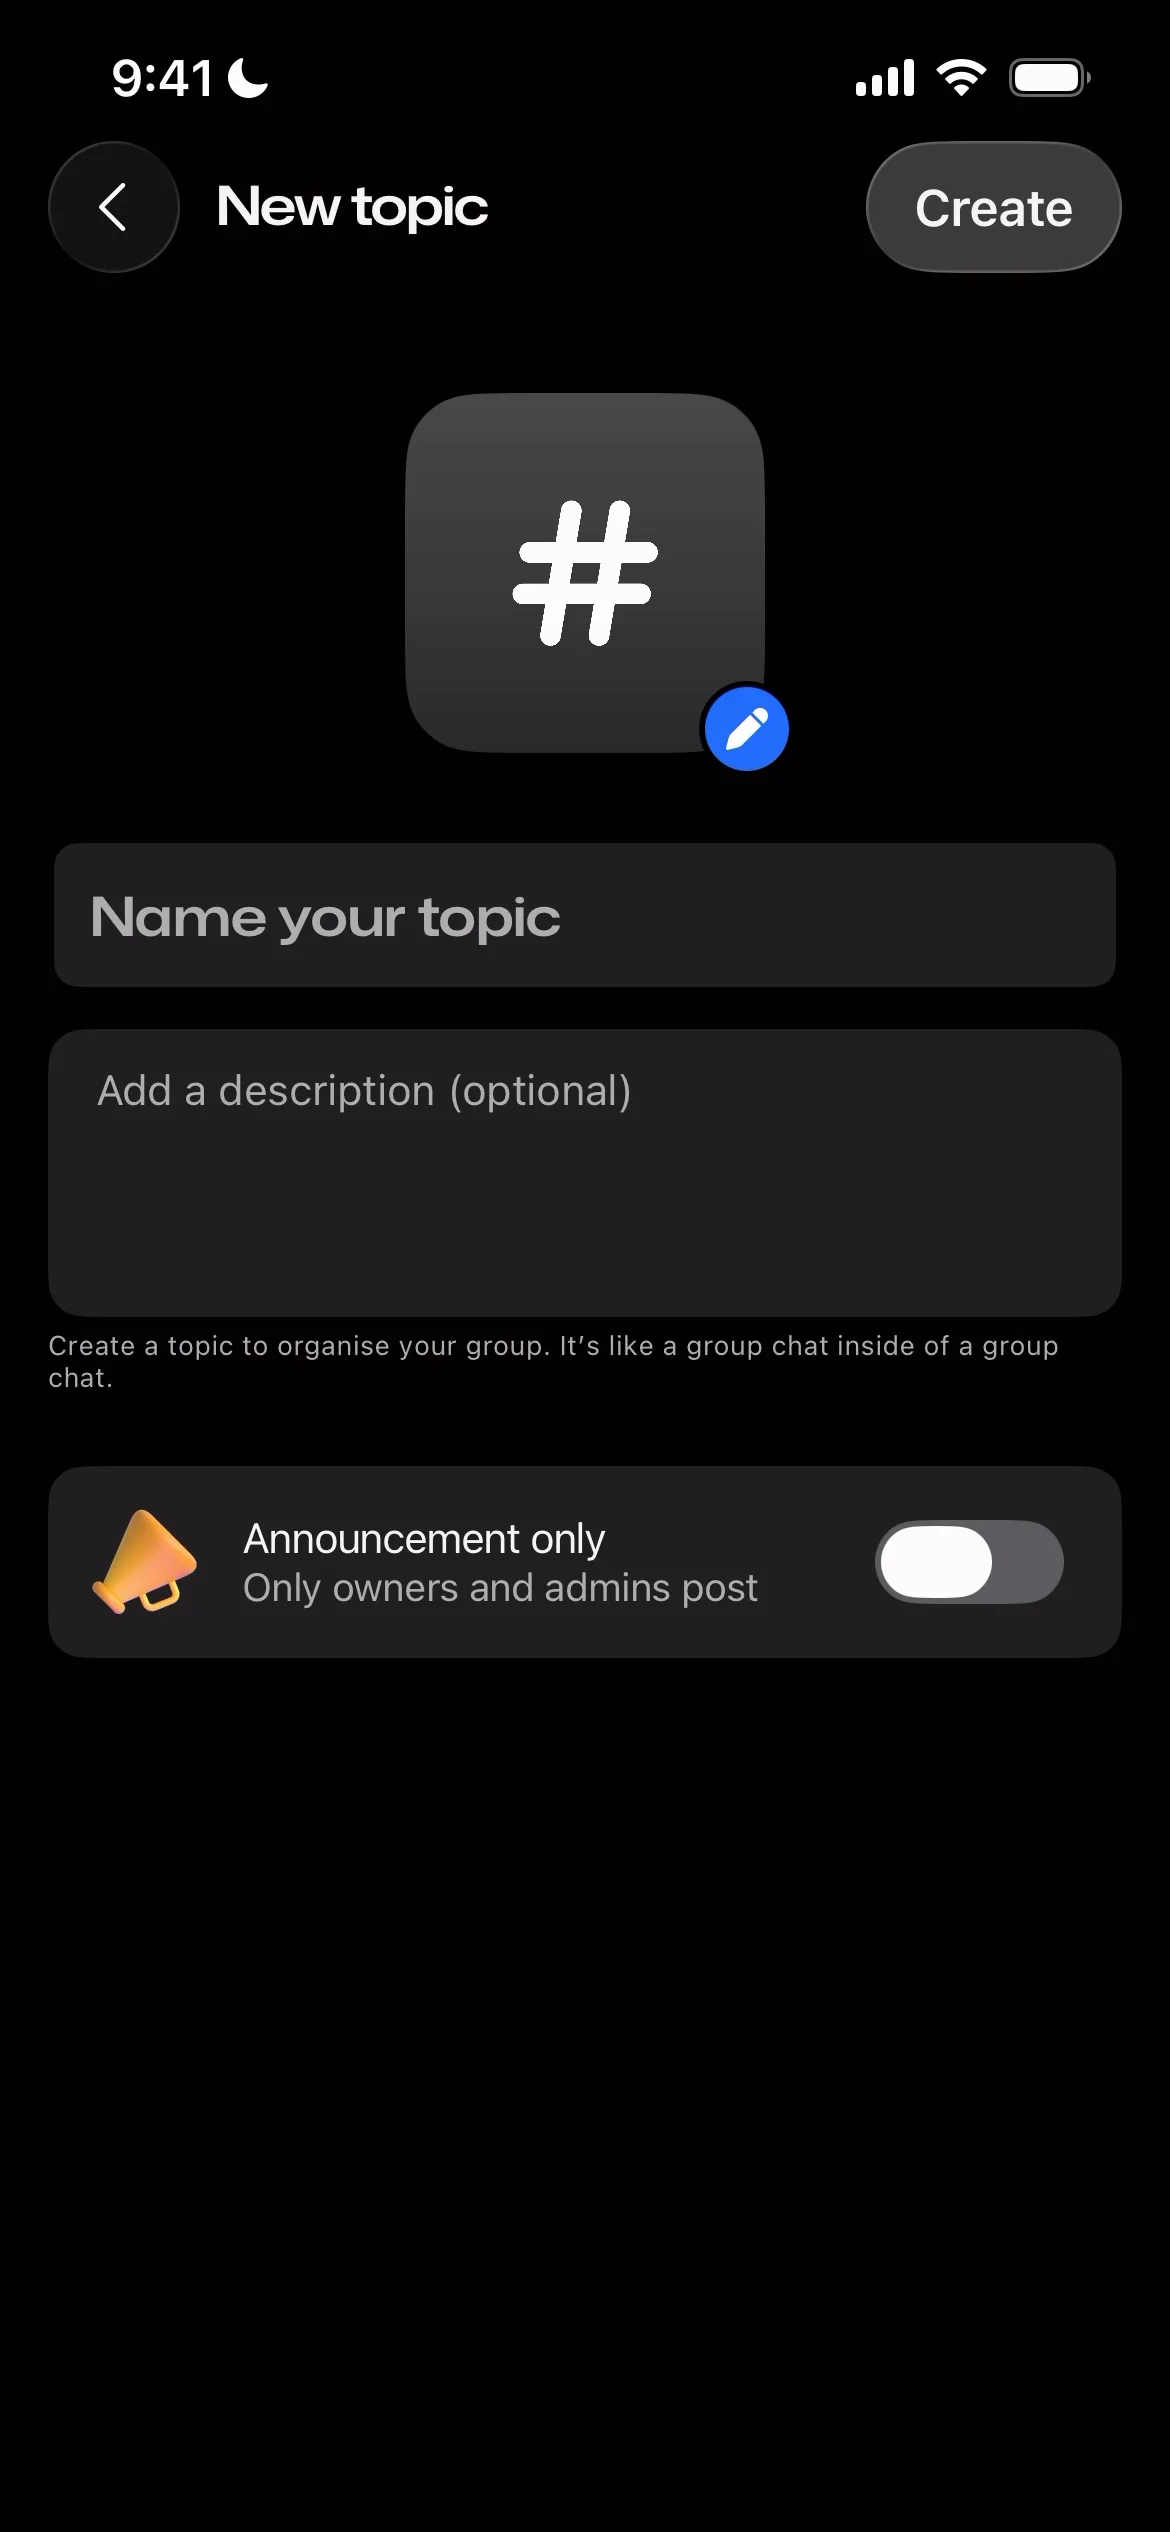 9:41
New topic
Create
#
Name your topic
Add a description (optional)
Create a topic to organise your group. It’s like a group chat inside of a group
chat.
Announcement only
Only owners and admins post